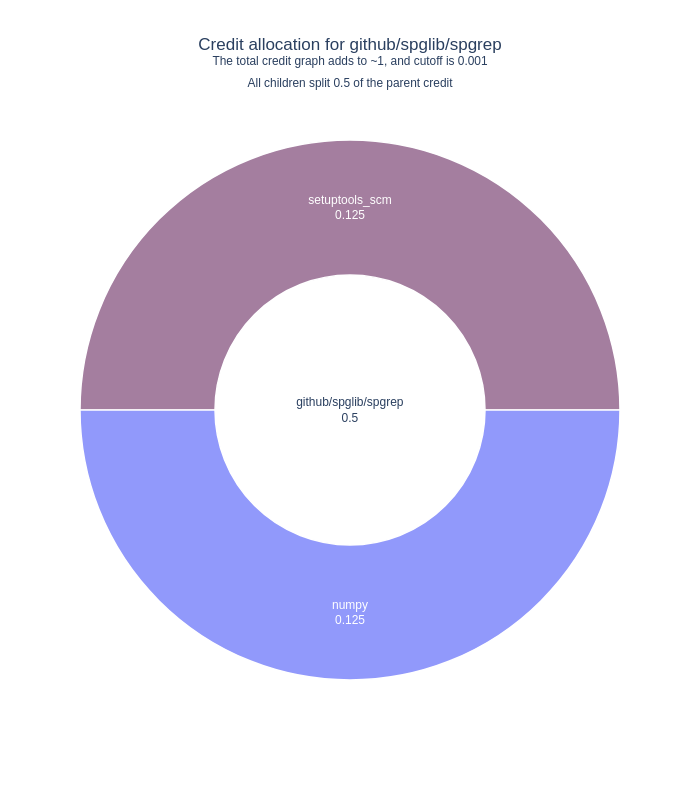 Credit allocation for github/spglib/spgrep
The total credit graph adds to ~1, and cutoff is 0.001
All children split 0.5 of the parent credit
setuptools_scm
0.125
github/spglib/spgrep
0.5
numpy
0.125